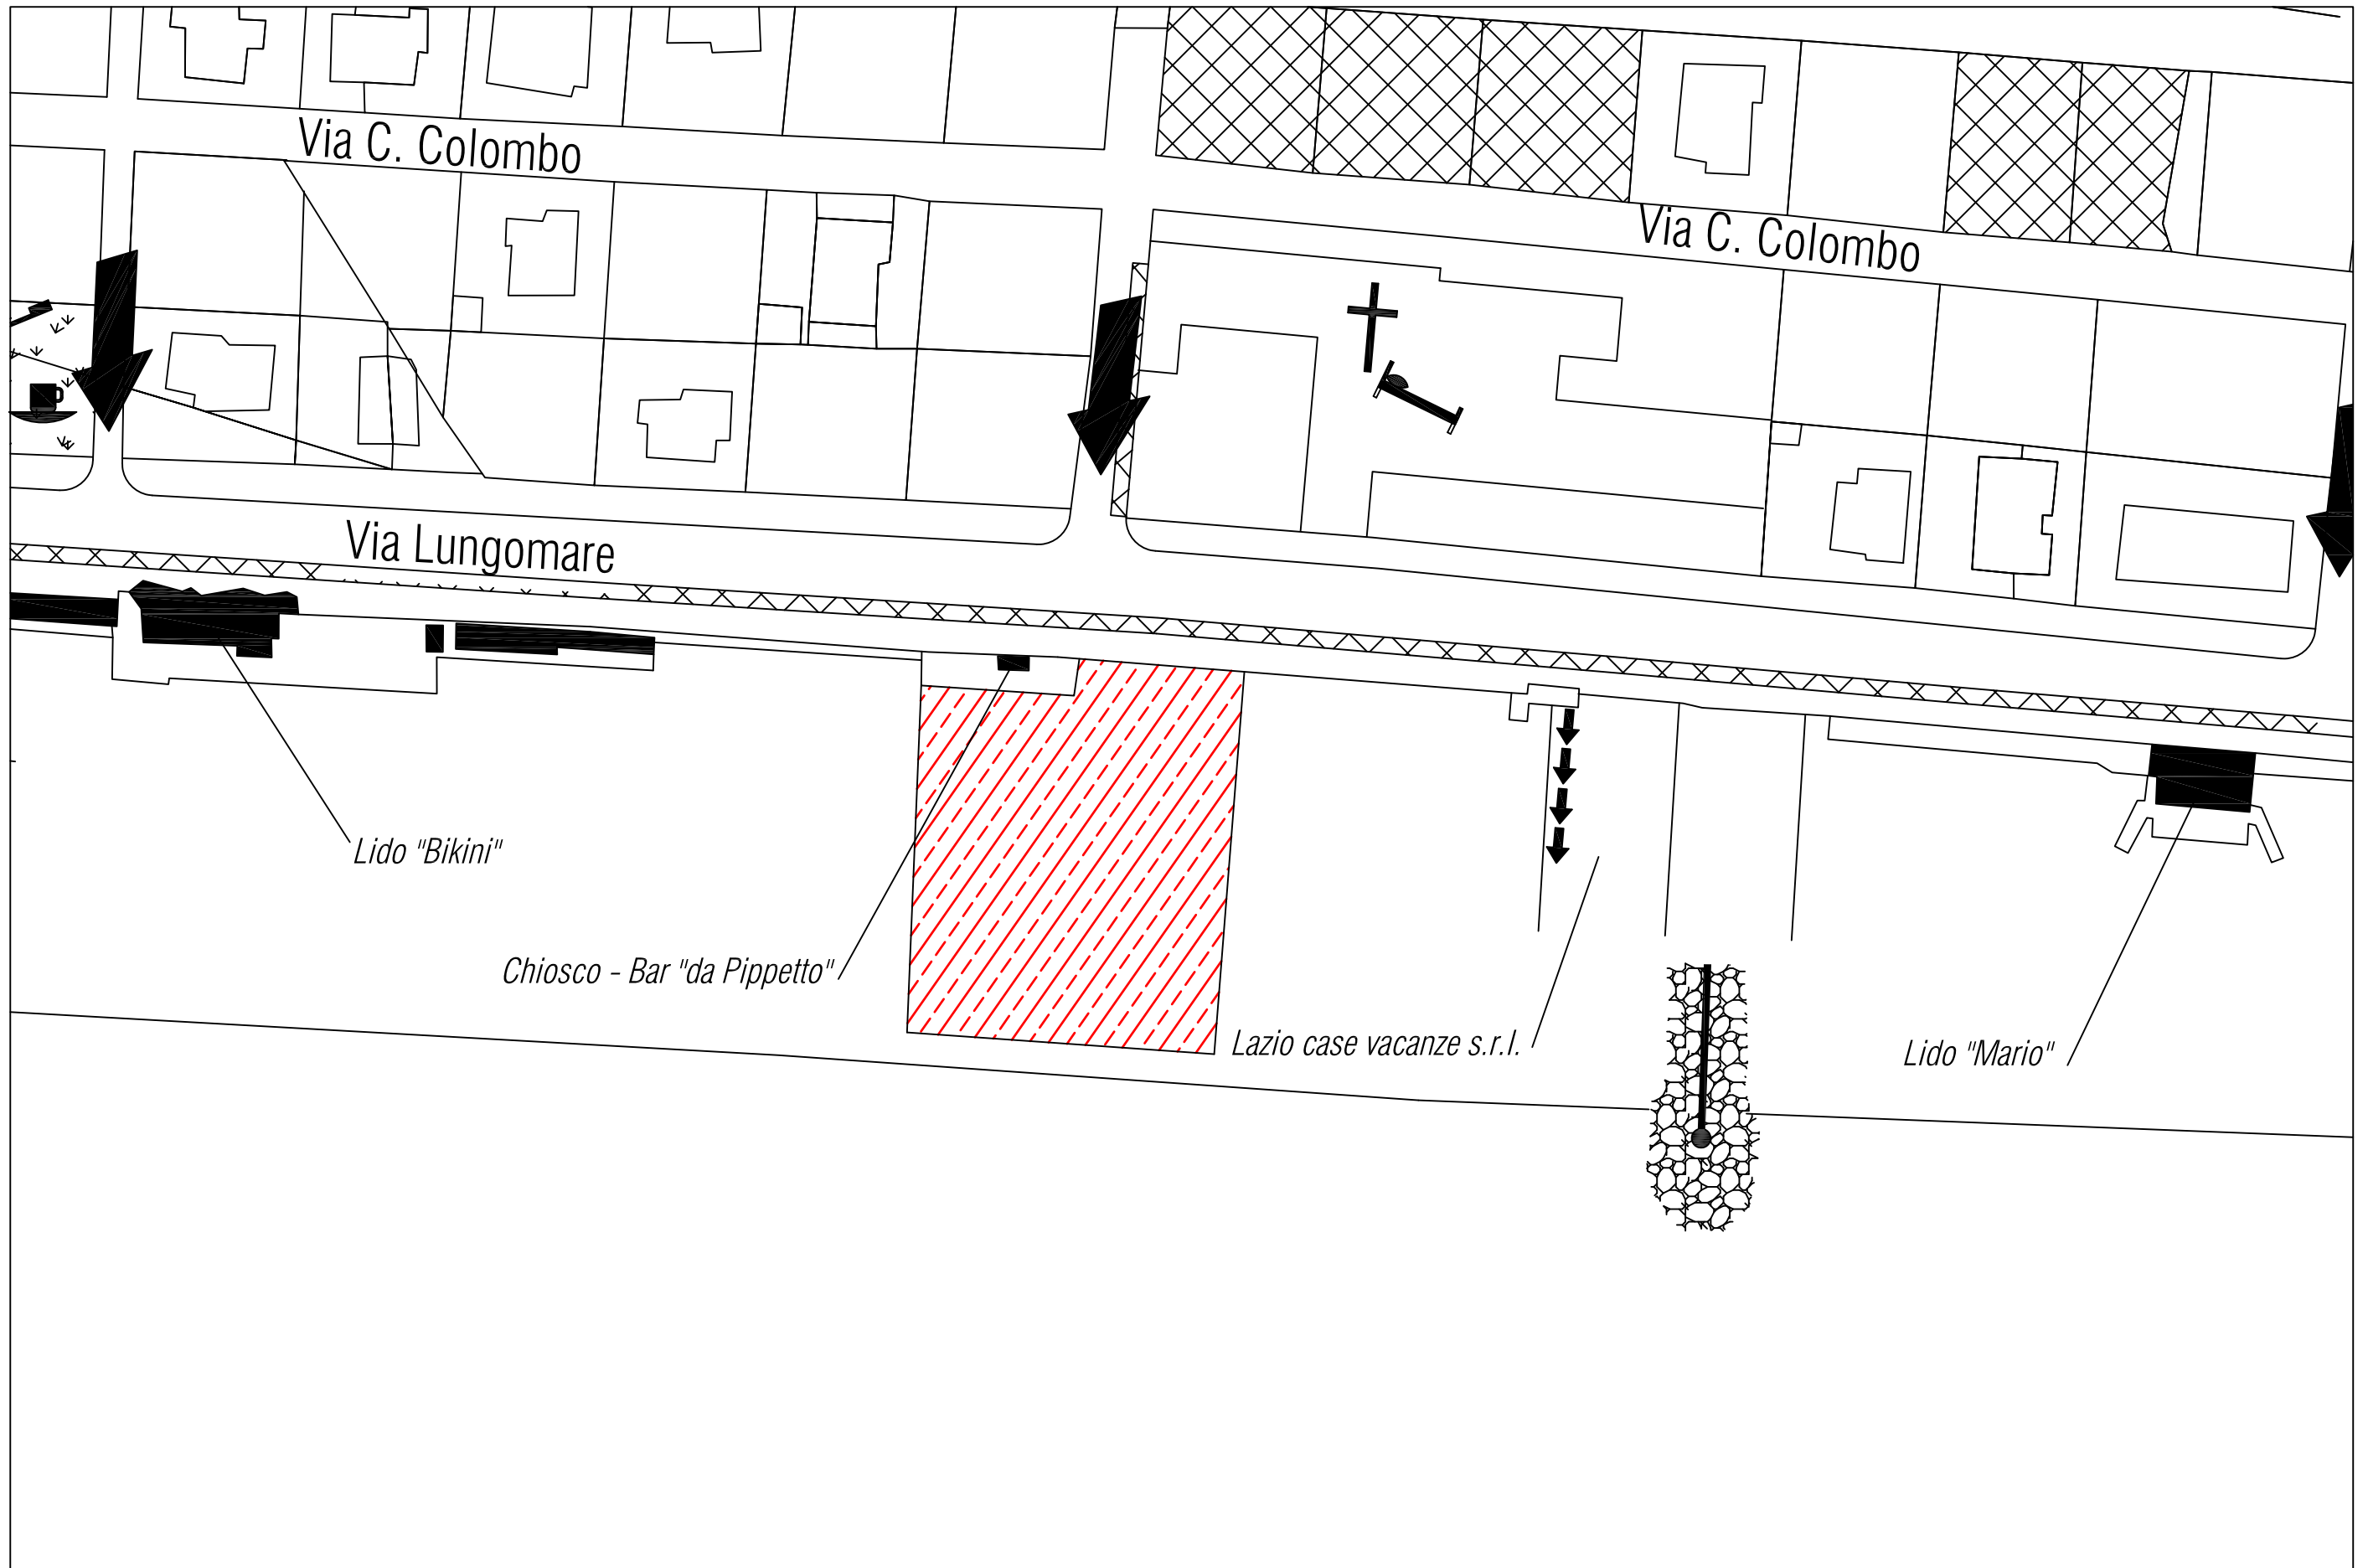 Via C. Colombo
Via C. Colombo
Via Lungomare
Lido "Bikini"
Chiosco - Bar "da Pippetto"
Lazio case vacanze s.r.l.
Lido "Mario"